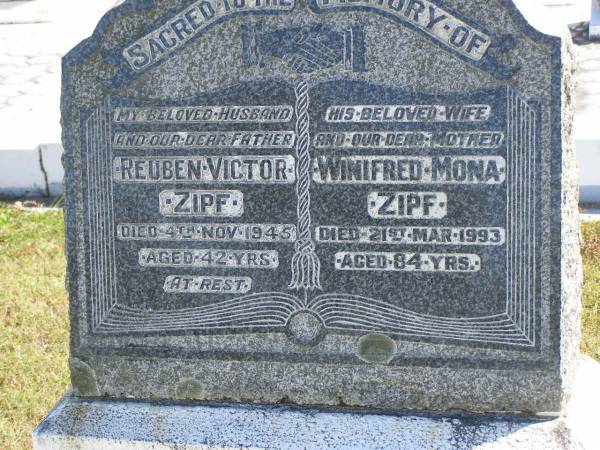 SACRED TO THE MEMORY OF
MY BELOVED HUSBAND
AND OUR DEAR FATHER
REUBEN VICTOR
ZIPF
DIED 4TH NOV. 1945
AGED 42 YRS.
AT REST.
HIS BELOVED WIFE
AND OUR DEAR MOTHER
WINIFRED MONA
ZIPF
DIED 21ST MAR. 1993
AGED 84 YRS.